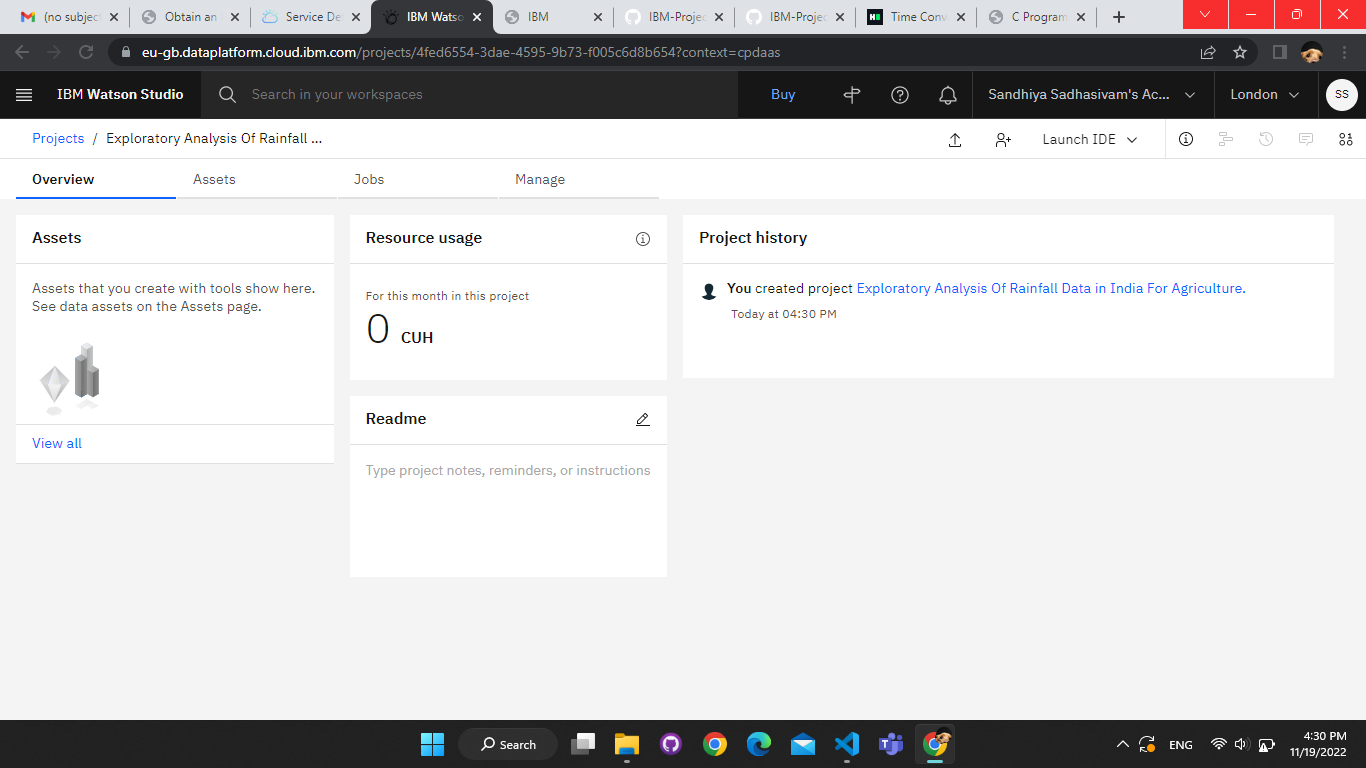 (no subjec
Obtain an
Service De
IBM Watso
IBM
IBM-Projec
IBM-Projec
Time Conv
C Program
eu-gb.dataplatform.cloud.ibm.com/projects/4fed6554-3dae-4595-9b73-f005c6d8b654?context=cpdaas
IBM Watson Studio
Search in your workspaces
Buy
Sandhiya Sadhasivam's Ac...
London
SS
Projects / Exploratory Analysis Of Rainfall ...
Launch IDE
Overview
Assets
Jobs
Manage
Assets
Assets that you create with tools show here.
See data assets on the Assets page.
View all
Resource usage
For this month in this project
0 CUH
Readme
Type project notes, reminders, or instructions
Project history
You created project Exploratory Analysis Of Rainfall Data in India For Agriculture.
Today at 04:30 PM
Search
ENG
4:30 PM
11/19/2022